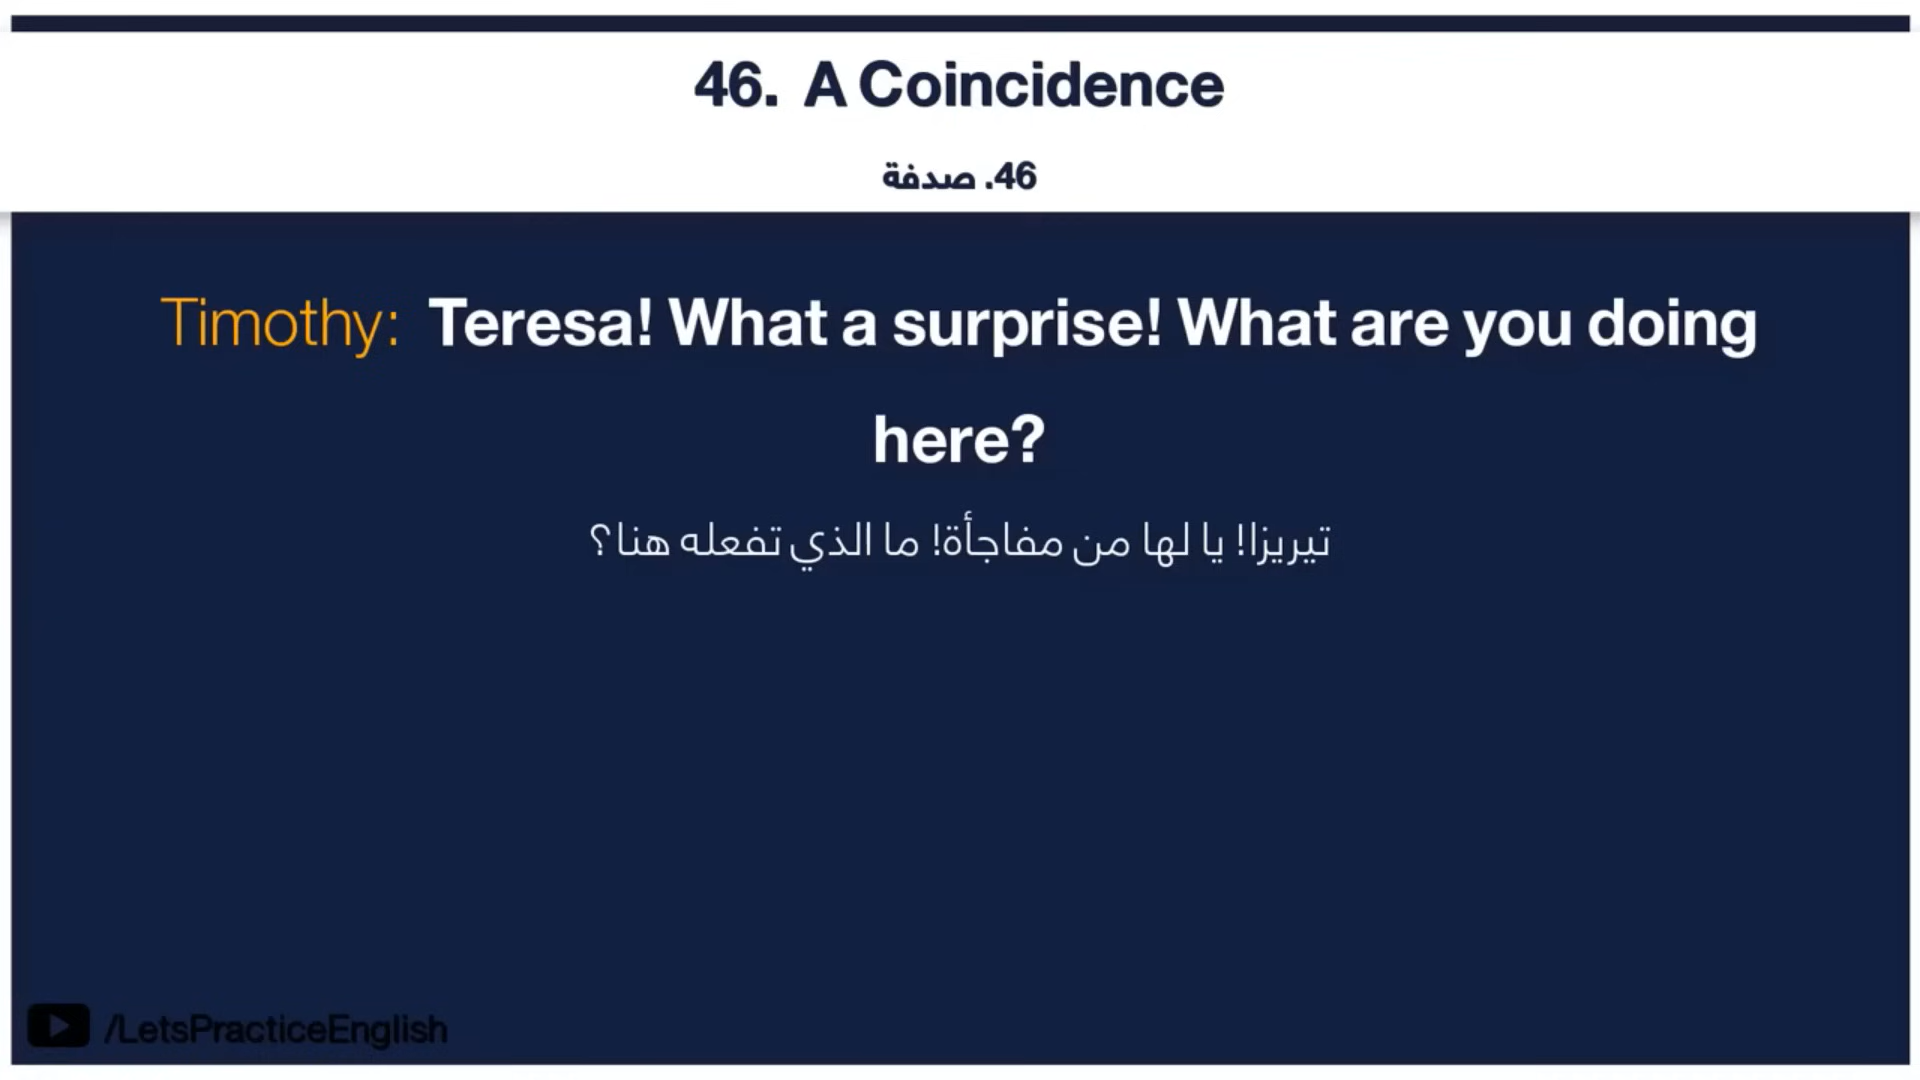 46. A Coincidence
46. صدفة
Timothy: Teresa! What a surprise! What are you doing
here?
تيريزا! يا لها من مفاجأة! ما الذي تفعله هنا؟
/LetsPracticeEnglish